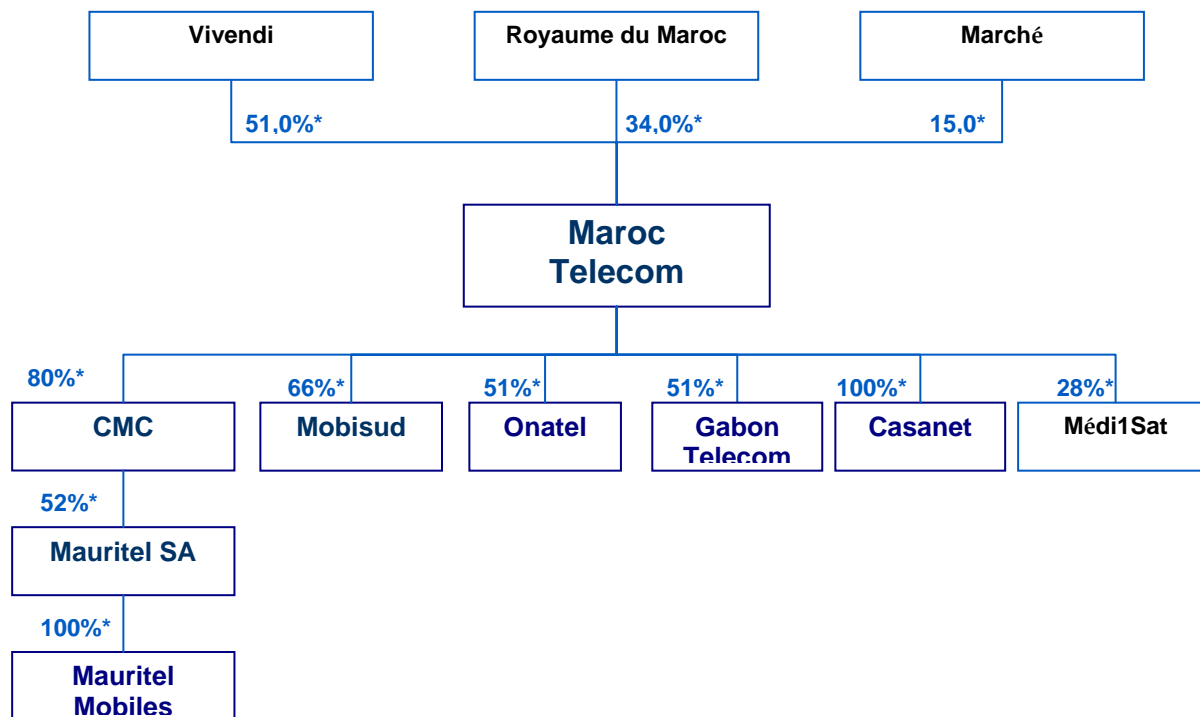 Vivendi
Royaume du Maroc
Marché
51,0%*
34,0%*
15,0*
Maroc
Telecom
80%*
66%*
51%*
51%*
100%*
28%*
CMC
Mobisud
Onatel
Gabon
Telecom
Casanet
Médi1Sat
52%*
Mauritel SA
100%*
Mauritel
Mobiles